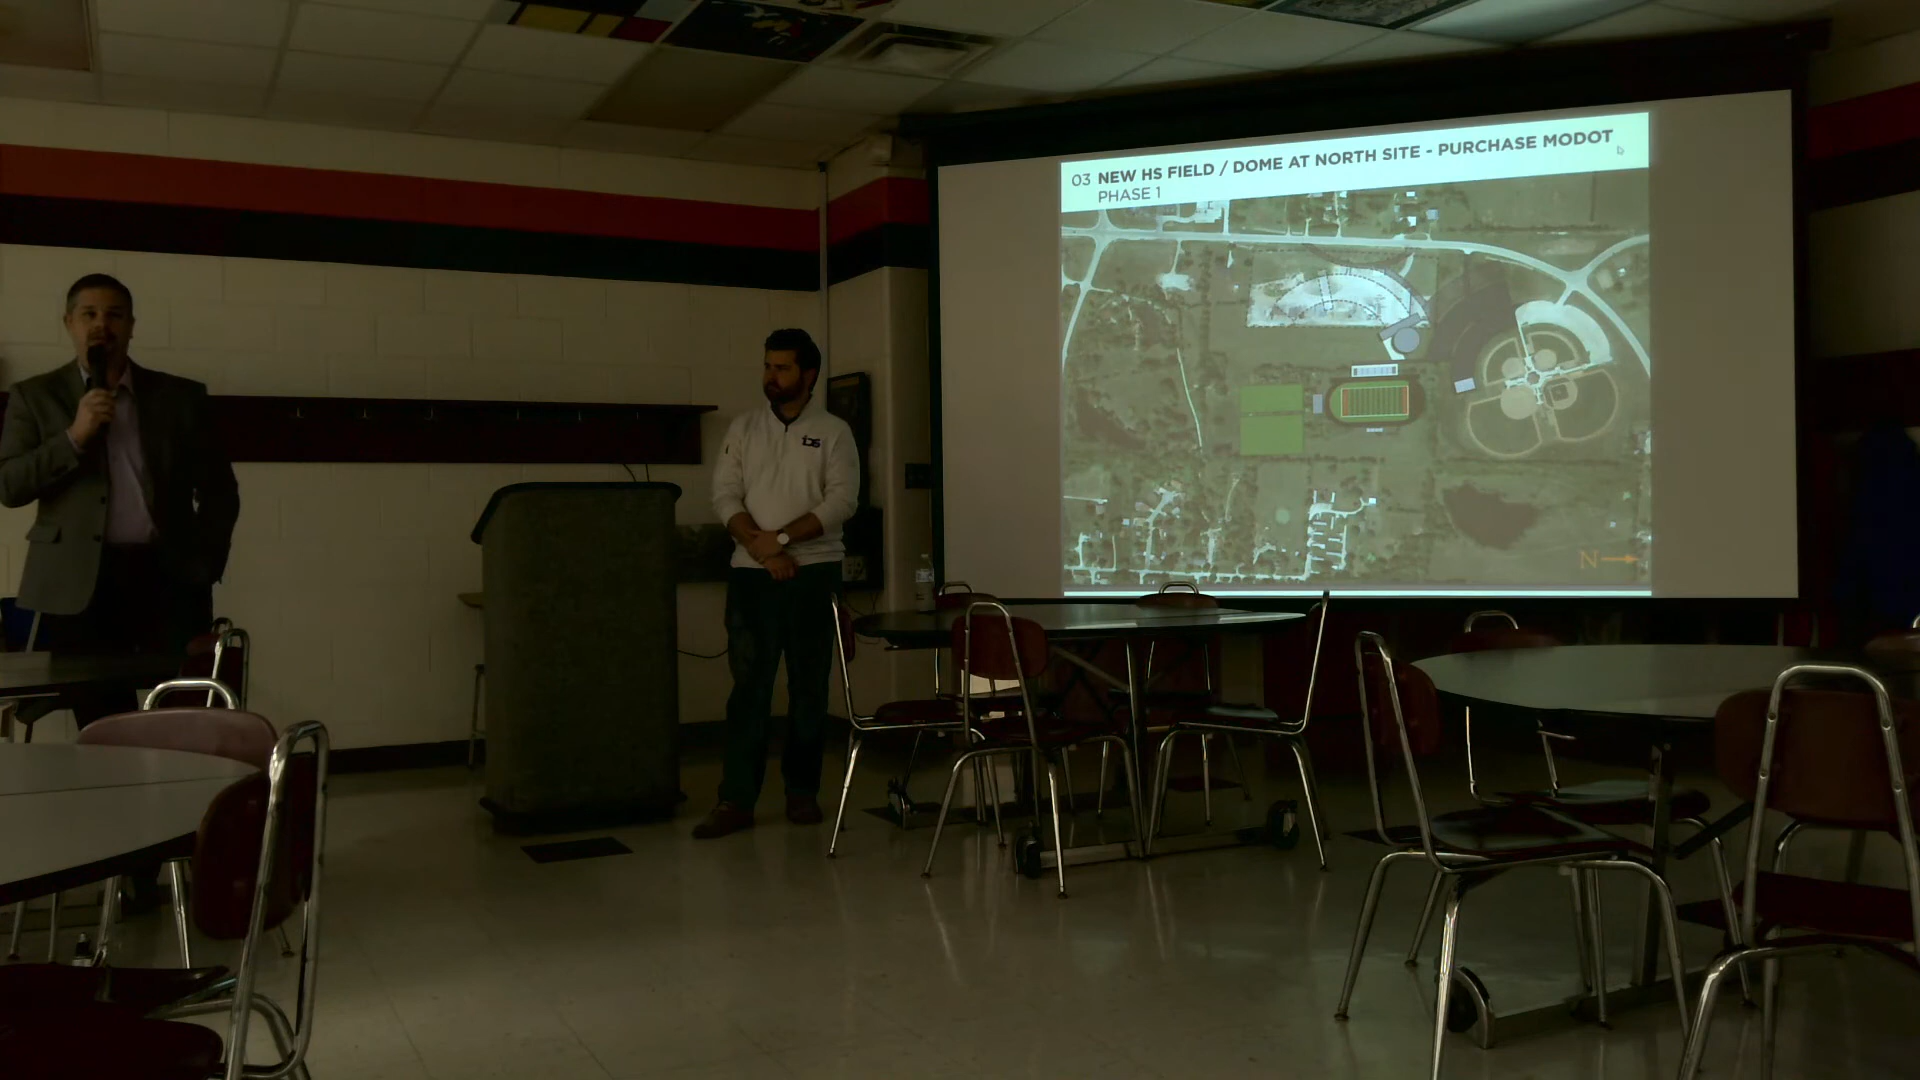 03 NEW HS FIELD / DOME AT NORTH SITE - PURCHASE MODOT
PHASE 1
N